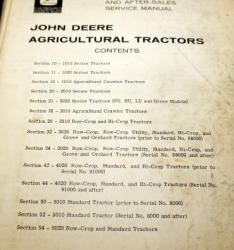 AND AFTER-SALES
SERVICE MANUAL
JOHN DEERE
AGRICULTURAL TRACTORS
CONTENTS
Section 10 - 1010 Series Tractors
Section 11 - 1020 Series Tractors
Section 15 - 1010 Agricultural Crawler Tractors
Section 20 - 2010 Series Tractors
Section 21 - 2020 Series Tractors (RU, HU, LU and Grove Models)
Section 25 - 2010 Agricultural Crawler Tractors
Section 26 - 2510 Row-Crop and Hi-Crop Tractors
Section 32 - 3020 Row-Crop, Row-Crop Utility, Standard, Hi-Crop, and
Grove and Orchard Tractors (prior to Serial No. 68000)
Section 34 - 3020 Row-Crop, Row-Crop Utility, Standard, Hi-Crop, and
Grove and Orchard Tractors (Serial No. 68000 and after)
Section 42 - 4020 Row-Crop, Standard, and Hi-Crop Tractors (prior to
Serial No. 91000)
Section 44 - 4020 Row-Crop, Standard, and Hi-Crop Tractors (Serial No.
91000 and after)
Section 50 - 5010 Standard Tractor (prior to Serial No. 8000)
Section 52 - 5010 Standard Tractor (Serial No. 8000 and after)
Section 54 - 5020 Row-Crop and Standard Tractors